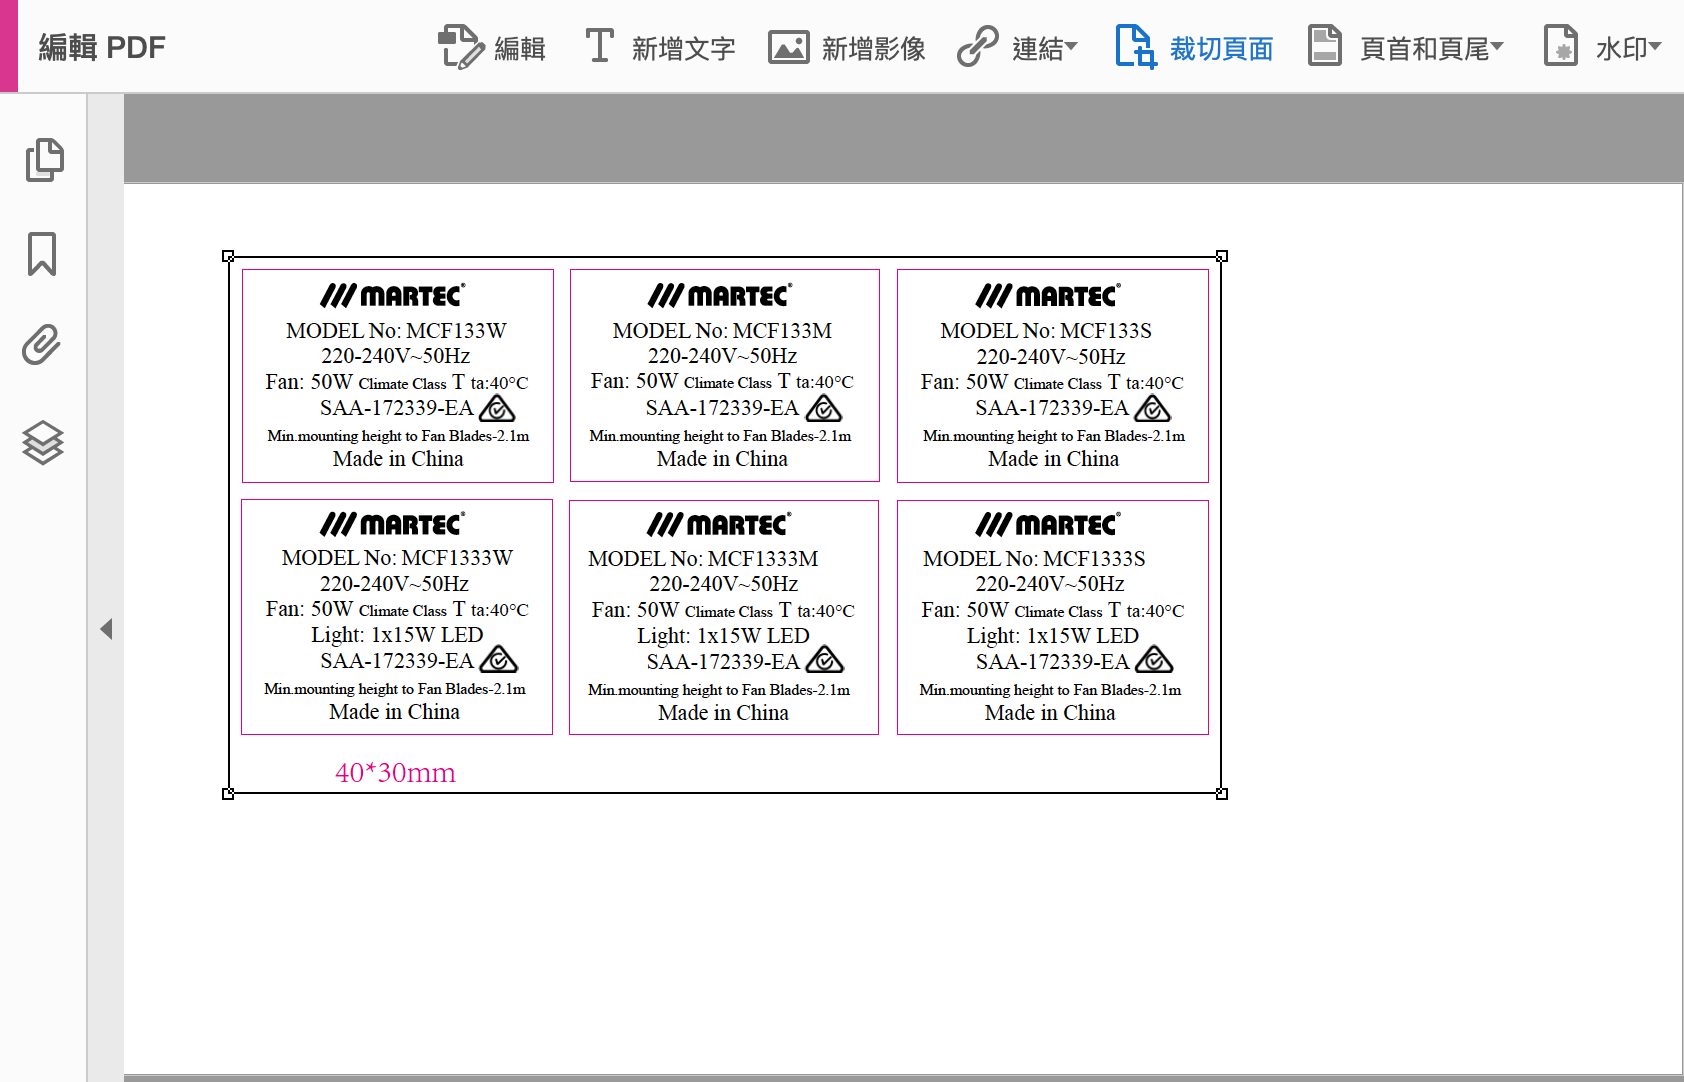 編輯 PDF
編輯
新增文字
新增影像
連結
裁切頁面
頁首和頁尾
水印
MARTEC®
MODEL No: MCF133W
220-240V~50Hz
Fan: 50W Climate Class T ta:40°C
SAA-172339-EA
Min.mounting height to Fan Blades-2.1m
Made in China
MARTEC®
MODEL No: MCF133M
220-240V~50Hz
Fan: 50W Climate Class T ta:40°C
SAA-172339-EA
Min.mounting height to Fan Blades-2.1m
Made in China
MARTEC®
MODEL No: MCF133S
220-240V~50Hz
Fan: 50W Climate Class T ta:40°C
SAA-172339-EA
Min.mounting height to Fan Blades-2.1m
Made in China
MARTEC®
MODEL No: MCF1333W
220-240V~50Hz
Fan: 50W Climate Class T ta:40°C
Light: 1x15W LED
SAA-172339-EA
Min.mounting height to Fan Blades-2.1m
Made in China
MARTEC®
MODEL No: MCF1333M
220-240V~50Hz
Fan: 50W Climate Class T ta:40°C
Light: 1x15W LED
SAA-172339-EA
Min.mounting height to Fan Blades-2.1m
Made in China
MARTEC®
MODEL No: MCF1333S
220-240V~50Hz
Fan: 50W Climate Class T ta:40°C
Light: 1x15W LED
SAA-172339-EA
Min.mounting height to Fan Blades-2.1m
Made in China
40*30mm